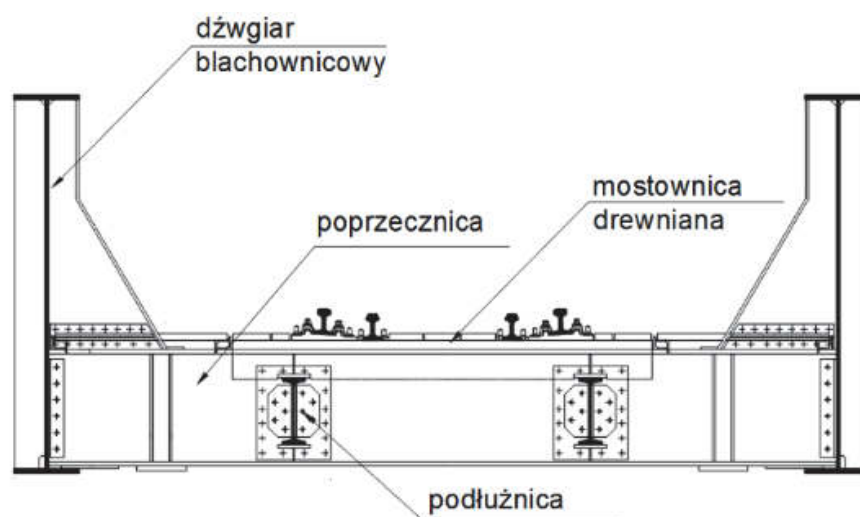 dźwgiar
blachownicowy
mostownica
drewniana
poprzecznica
podłużnica